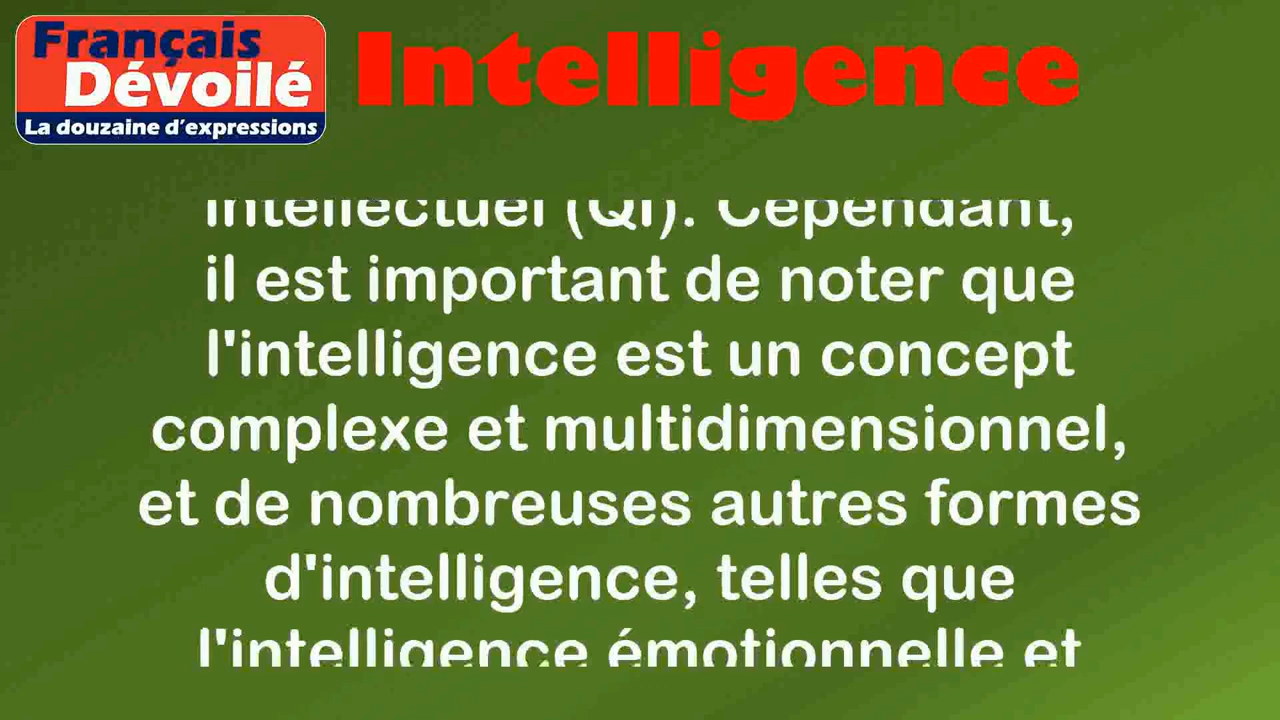 Français
Dévoilé
La douzaine d'expressions
Intelligence
intellectuel (QI). Cependant,
il est important de noter que
l'intelligence est un concept
complexe et multidimensionnel,
et de nombreuses autres formes
d'intelligence, telles que
l'intelligence émotionnelle et